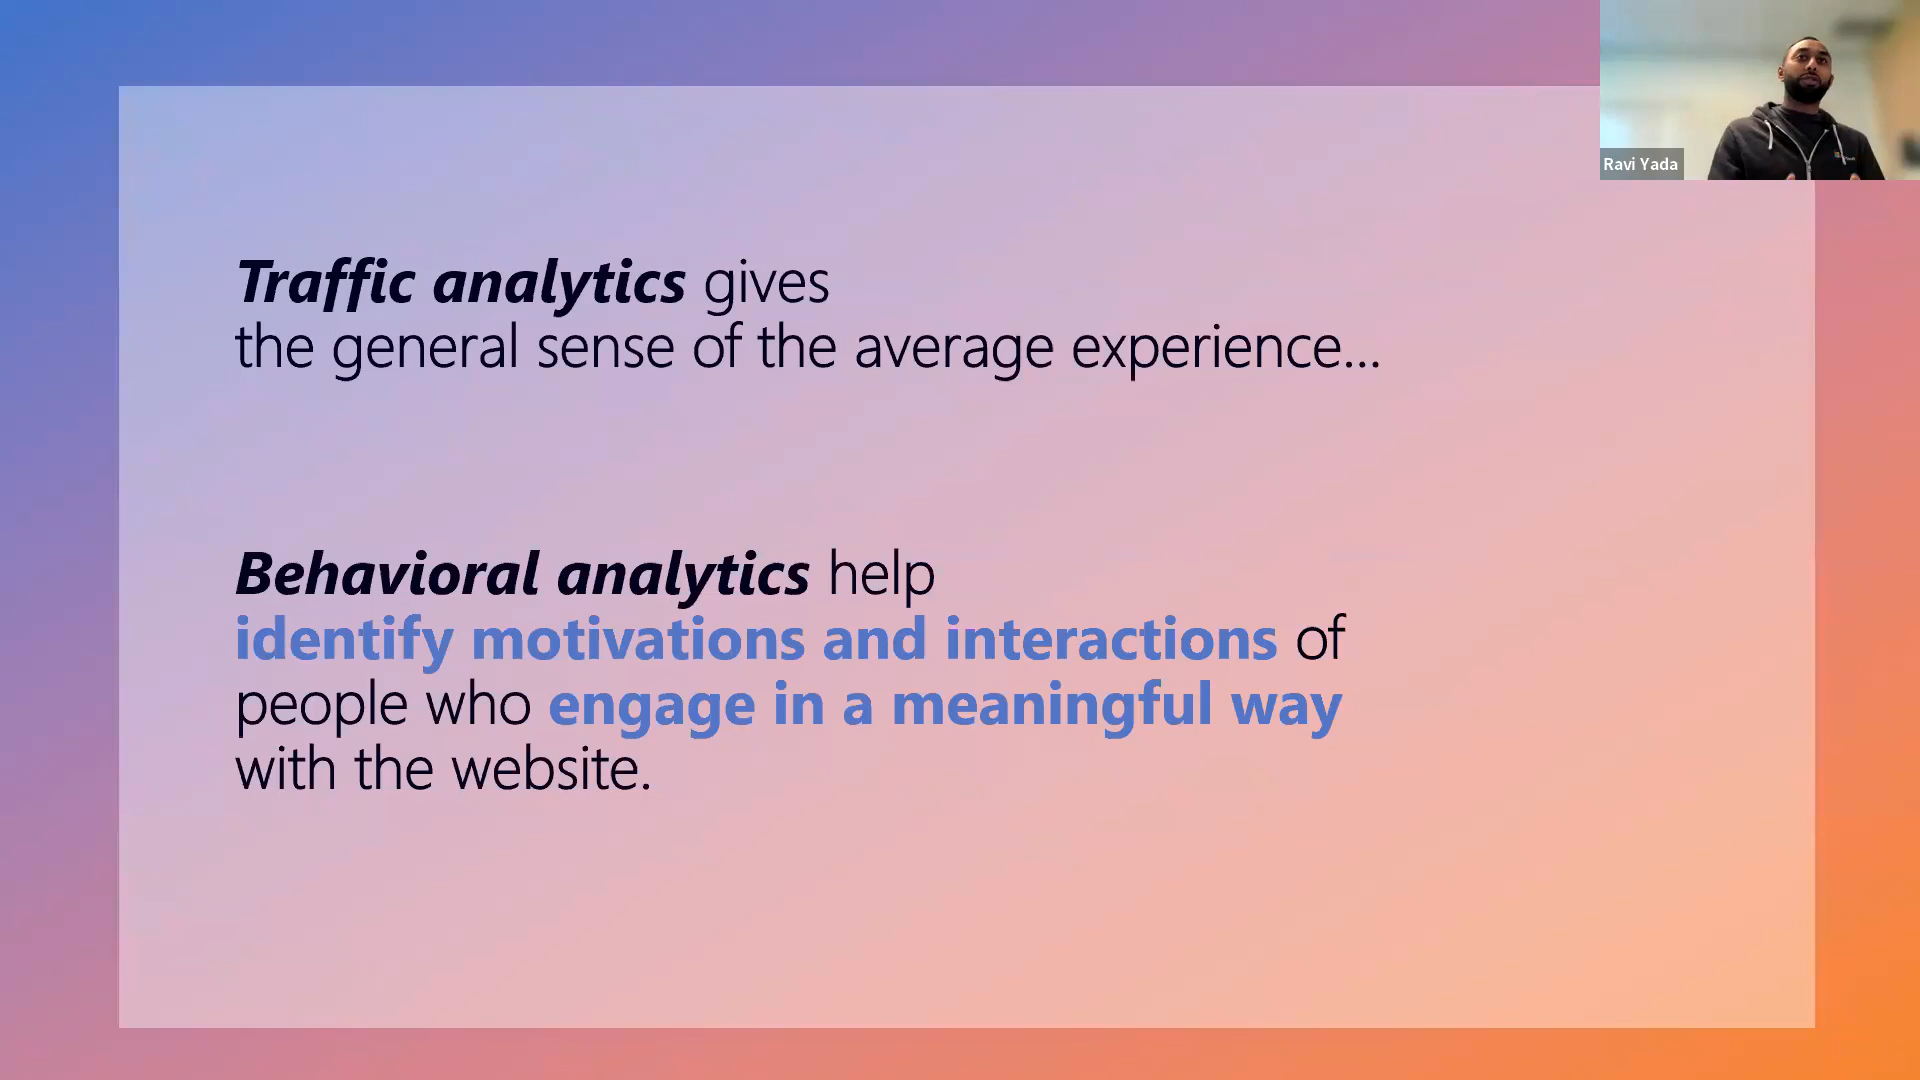 Traffic analytics gives
the general sense of the average experience...
Behavioral analytics help
identify motivations and interactions of
people who engage in a meaningful way
with the website.
Ravi Yada